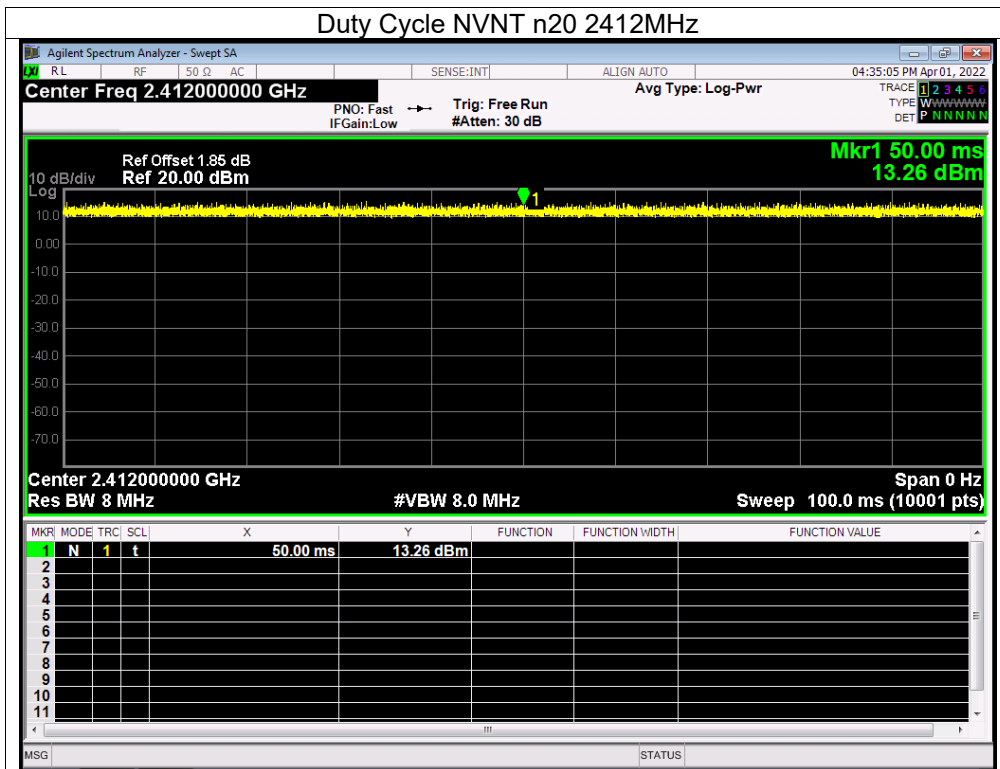 Duty Cycle NVNT n20 2412MHz
Agilent Spectrum Analyzer - Swept SA
LXI RL RF 50 Ω AC SENSE:INT ALIGN AUTO 04:35:05 PM Apr 01, 2022
Center Freq 2.412000000 GHz Avg Type: Log-Pwr TRACE 1 2 3 4 5 6
PNO: Fast Trig: Free Run TYPE WWWWWW
IFGain:Low #Atten: 30 dB DET P N N N N N
Mkr1 50.00 ms
Ref Offset 1.85 dB
10 dB/div Ref 20.00 dBm 13.26 dBm
Log
1
10.0
0.00
-10.0
-20.0
-30.0
-40.0
-50.0
-60.0
-70.0
Center 2.412000000 GHz Span 0 Hz
Res BW 8 MHz #VBW 8.0 MHz Sweep 100.0 ms (10001 pts)
MKR MODE TRC SCL X Y FUNCTION FUNCTION WIDTH FUNCTION VALUE
1 N 1 t 50.00 ms 13.26 dBm
2
3
4
5
6
7
8
9
10
11
MSG STATUS